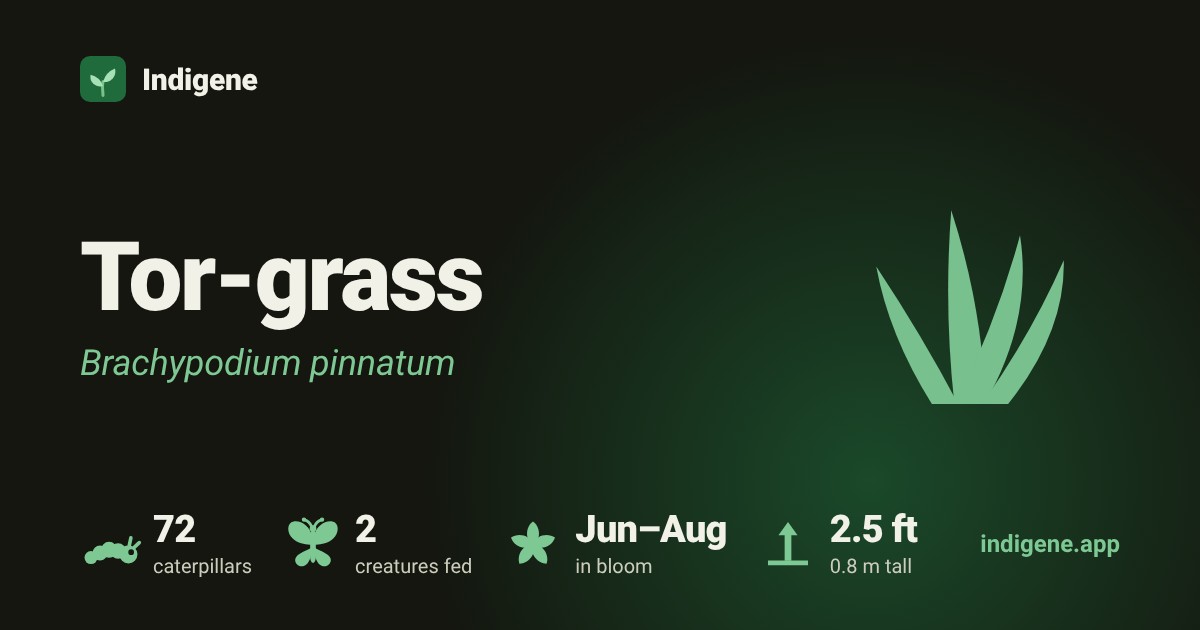 Indigene
Tor-grass
Brachypodium pinnatum
72
caterpillars
2
creatures fed
Jun–Aug
in bloom
2.5 ft
0.8 m tall
indigene.app